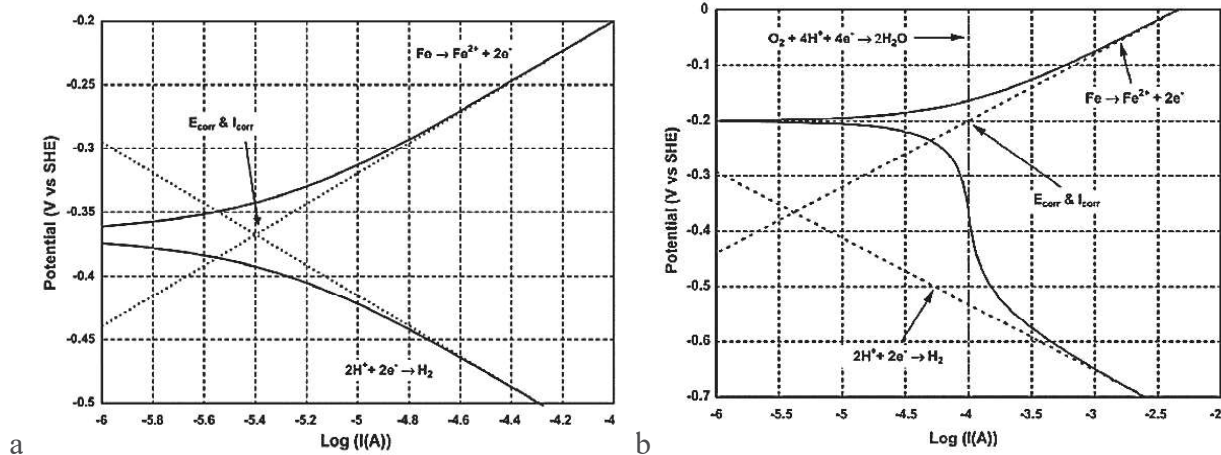 -0.2
-0.25
-0.3
-0.35
-0.4
-0.45
-0.5
Potential (V vs SHE)
Fe → Fe²⁺ + 2e⁻
E_corr & I_corr
2H⁺ + 2e⁻ → H₂
-6 -5.8 -5.6 -5.4 -5.2 -5 -4.8 -4.6 -4.4 -4.2 -4
Log (I(A))
a
0
-0.1
-0.2
-0.3
-0.4
-0.5
-0.6
-0.7
Potential (V vs SHE)
O₂ + 4H⁺ + 4e⁻ → 2H₂O
Fe → Fe²⁺ + 2e⁻
E_corr & I_corr
2H⁺ + 2e⁻ → H₂
-6 -5 -4.5 -4 -3.5 -3 -2.5 -2
Log (I(A))
b